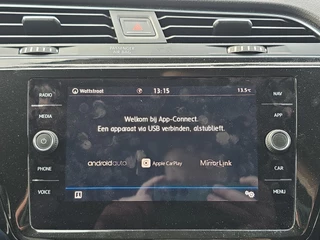 RADIO
MEDIA
PHONE
VOICE
Wattstraat
13:15
13.5°C
Welkom bij App-Connect.
Een apparaat via USB verbinden, alstublieft.
androidauto
Apple CarPlay
MirrorLink
NAV
APP
CAR
MENU